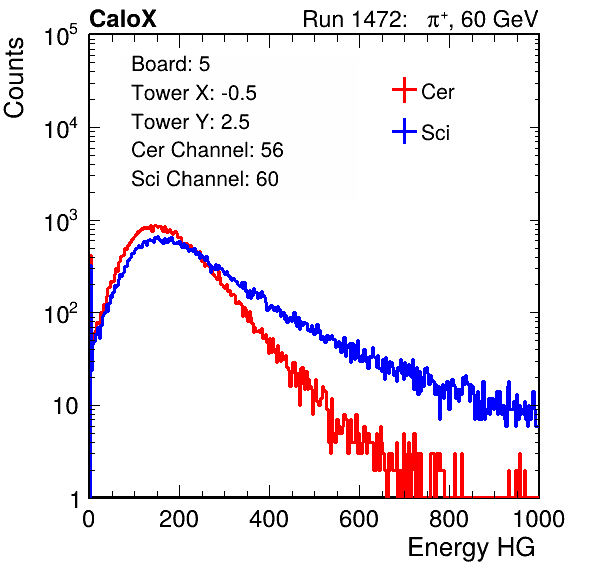 CaloX
Run 1472: π⁺, 60 GeV
Counts
Board: 5
Tower X: -0.5
Tower Y: 2.5
Cer Channel: 56
Sci Channel: 60
Cer
Sci
10⁵
10⁴
10³
10²
10
1
0 200 400 600 800 1000
Energy HG